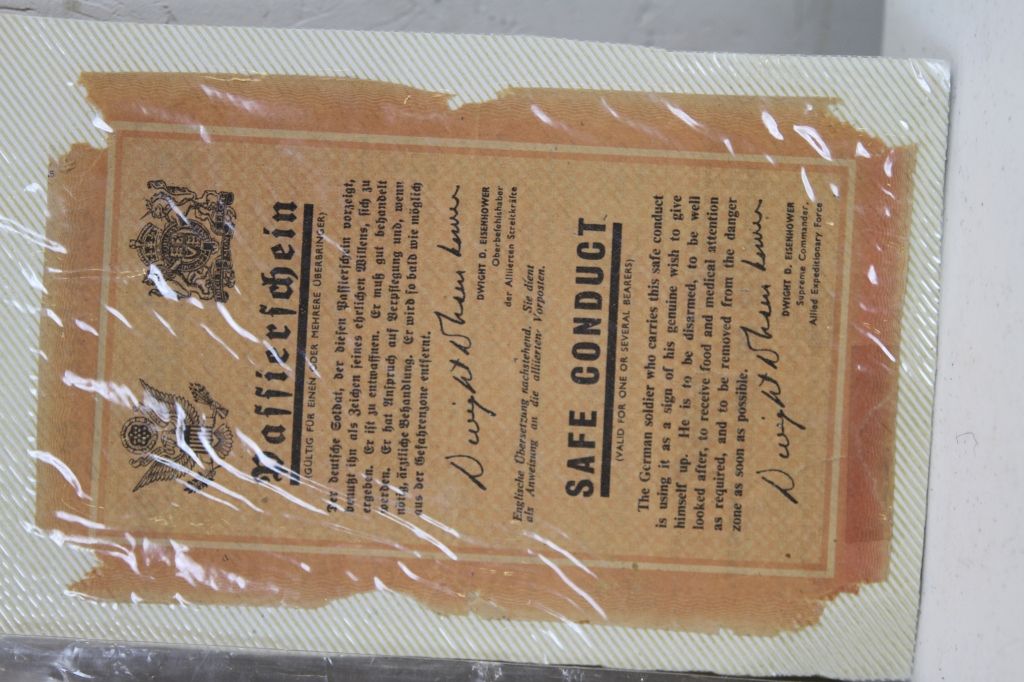 Passierschein
(GÜLTIG FÜR EINEN ODER MEHRERE ÜBERBRINGER)
Der deutsche Soldat, der diesen Passierschein vorzeigt,
benutzt ihn als Zeichen seines ehrlichen Willens, sich zu
ergeben. Er ist zu entwaffnen. Er muß gut behandelt
werden. Er hat Anspruch auf Verpflegung und, wenn
nötig, ärztliche Behandlung. Er wird so bald wie möglich
aus der Gefahrenzone entfernt.
Dwight D Eisenhower
DWIGHT D. EISENHOWER
Oberbefehlshaber
der Alliierten Streitkräfte
Englische Übersetzung nachstehend. Sie dient
als Anweisung an die alliierten Vorposten.
SAFE CONDUCT
(VALID FOR ONE OR SEVERAL BEARERS)
The German soldier who carries this safe conduct
is using it as a sign of his genuine wish to give
himself up. He is to be disarmed, to be well
looked after, to receive food and medical attention
as required, and to be removed from the danger
zone as soon as possible.
Dwight D Eisenhower
DWIGHT D. EISENHOWER
Supreme Commander,
Allied Expeditionary Force